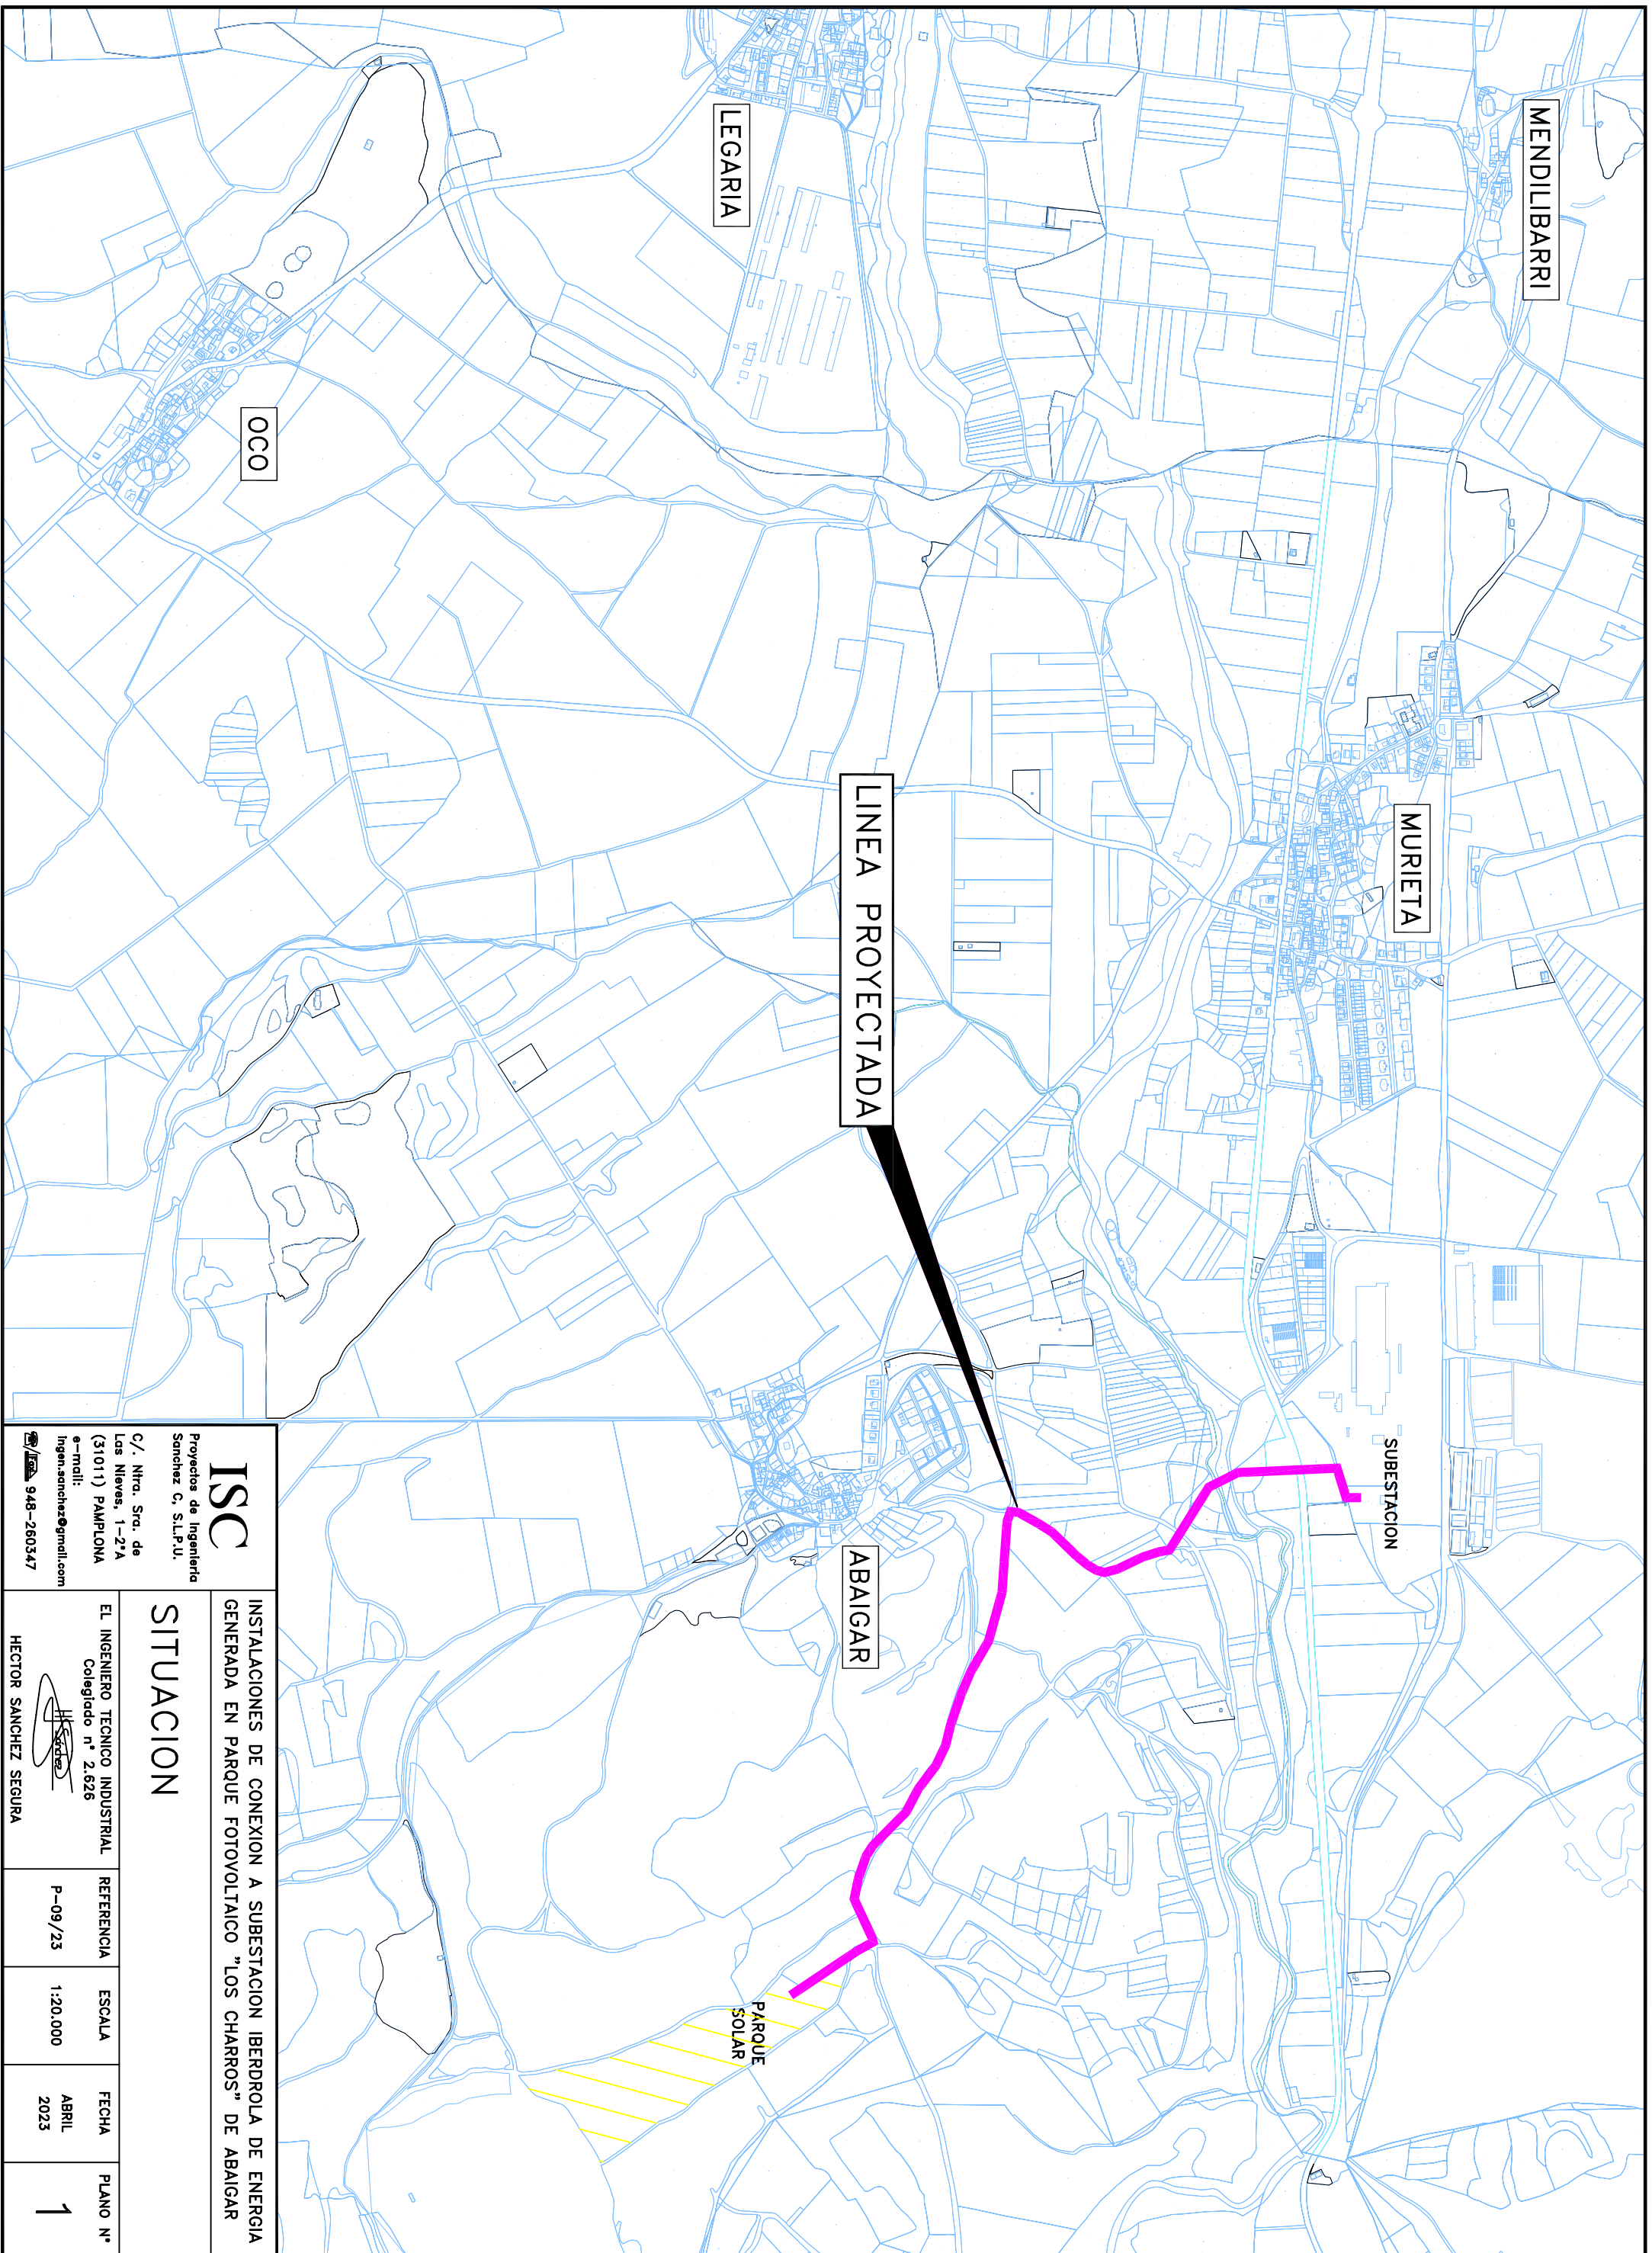 MENDILIBARRI
LEGARIA
OCO
MURIETA
LINEA PROYECTADA
SUBESTACION
ABAIGAR
PARQUE
SOLAR
ISC
Proyectos de Ingenieria
Sanchez C, S.L.P.U.
C/. Ntra. Sra. de
Las Nieves, 1-2ºA
(31011) PAMPLONA
e-mail:
ingen.sanchez@gmail.com
/Fax 948-260347
INSTALACIONES DE CONEXION A SUBESTACION IBERDROLA DE ENERGIA
GENERADA EN PARQUE FOTOVOLTAICO "LOS CHARROS" DE ABAIGAR
SITUACION
EL INGENIERO TECNICO INDUSTRIAL
Colegiado nº 2.626
HECTOR SANCHEZ SEGURA
REFERENCIA
P-09/23
ESCALA
1:20.000
FECHA
ABRIL
2023
PLANO Nº
1